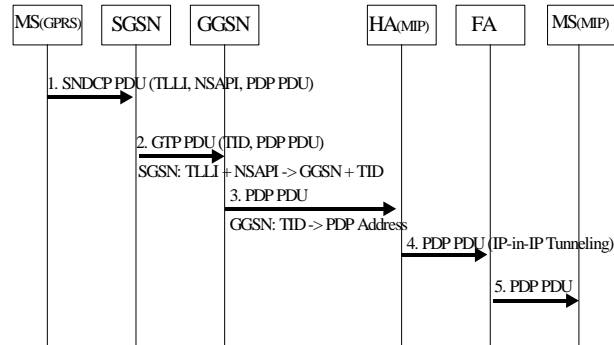 MS(GPRS) SGSN GGSN HA(MIP) FA MS(MIP)
1. SNDCP PDU (TLLI, NSAPI, PDP PDU)
2. GTP PDU (TID, PDP PDU)
SGSN: TLLI + NSAPI -> GGSN + TID
3. PDP PDU
GGSN: TID -> PDP Address
4. PDP PDU (IP-in-IP Tunneling)
5. PDP PDU